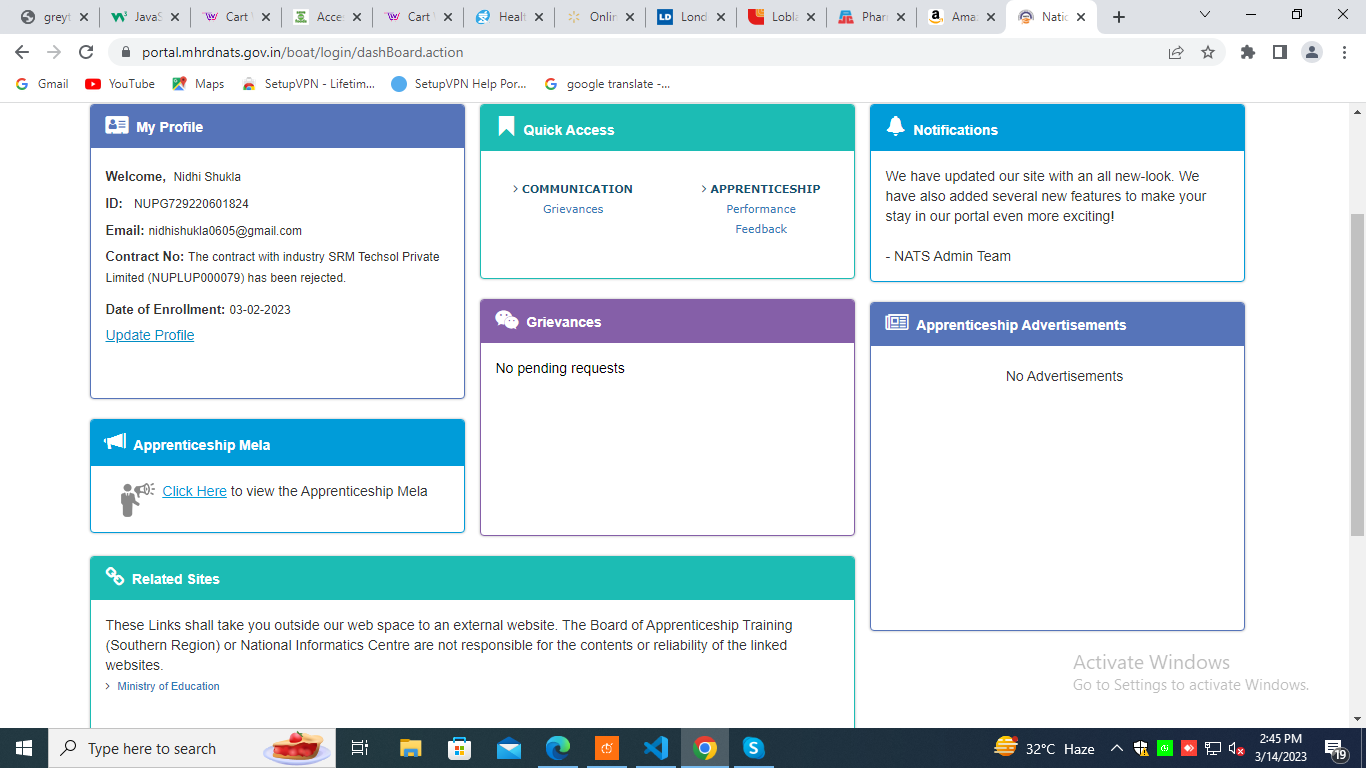 greyt
JavaS
Cart
Acces
Cart
Healt
Onlin
LD Lond
Lobla
Phar
Ama
Natio
portal.mhrdnats.gov.in/boat/login/dashBoard.action
Gmail
YouTube
Maps
SetupVPN - Lifetim...
SetupVPN Help Por...
google translate -...
My Profile
Welcome, Nidhi Shukla
ID: NUPG729220601824
Email: nidhishukla0605@gmail.com
Contract No: The contract with industry SRM Techsol Private
Limited (NUPLUP000079) has been rejected.
Date of Enrollment: 03-02-2023
Update Profile
Apprenticeship Mela
Click Here to view the Apprenticeship Mela
Quick Access
COMMUNICATION
Grievances
APPRENTICESHIP
Performance
Feedback
Grievances
No pending requests
Notifications
We have updated our site with an all new-look. We
have also added several new features to make your
stay in our portal even more exciting!
- NATS Admin Team
Apprenticeship Advertisements
No Advertisements
Related Sites
These Links shall take you outside our web space to an external website. The Board of Apprenticeship Training
(Southern Region) or National Informatics Centre are not responsible for the contents or reliability of the linked
websites.
Ministry of Education
Activate Windows
Go to Settings to activate Windows.
Type here to search
32°C Haze
2:45 PM
3/14/2023
19